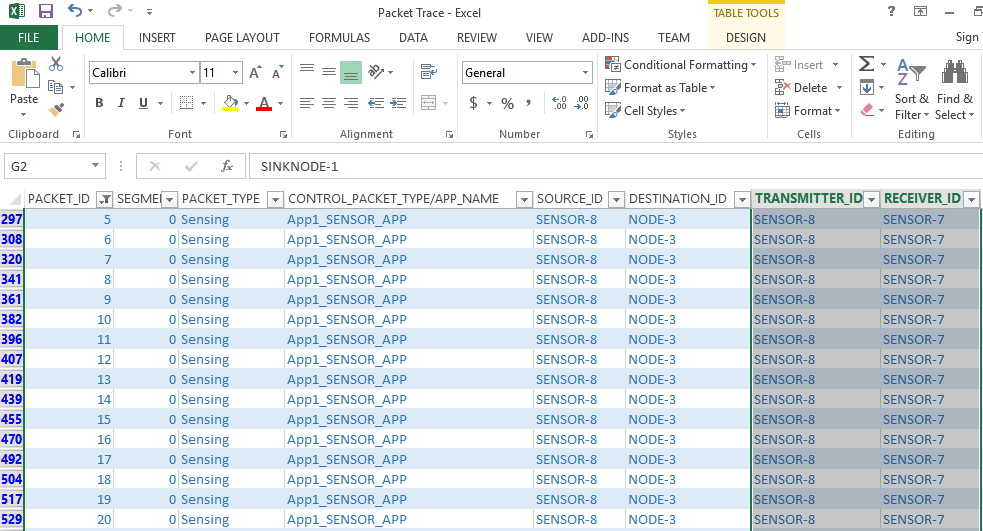 Packet Trace - Excel
TABLE TOOLS
?
FILE HOME INSERT PAGE LAYOUT FORMULAS DATA REVIEW VIEW ADD-INS TEAM DESIGN Sign
Paste
Calibri 11 A A
B I U A
General
$ % , .00 .0
Conditional Formatting
Format as Table
Cell Styles
Insert
Delete
Format
Sort & Filter
Find & Select
Clipboard Font Alignment Number Styles Cells Editing
G2 fx SINKNODE-1
PACKET_ID SEGME PACKET_TYPE CONTROL_PACKET_TYPE/APP_NAME SOURCE_ID DESTINATION_ID TRANSMITTER_ID RECEIVER_ID
297 5 0 Sensing App1_SENSOR_APP SENSOR-8 NODE-3 SENSOR-8 SENSOR-7
308 6 0 Sensing App1_SENSOR_APP SENSOR-8 NODE-3 SENSOR-8 SENSOR-7
320 7 0 Sensing App1_SENSOR_APP SENSOR-8 NODE-3 SENSOR-8 SENSOR-7
341 8 0 Sensing App1_SENSOR_APP SENSOR-8 NODE-3 SENSOR-8 SENSOR-7
361 9 0 Sensing App1_SENSOR_APP SENSOR-8 NODE-3 SENSOR-8 SENSOR-7
382 10 0 Sensing App1_SENSOR_APP SENSOR-8 NODE-3 SENSOR-8 SENSOR-7
396 11 0 Sensing App1_SENSOR_APP SENSOR-8 NODE-3 SENSOR-8 SENSOR-7
407 12 0 Sensing App1_SENSOR_APP SENSOR-8 NODE-3 SENSOR-8 SENSOR-7
419 13 0 Sensing App1_SENSOR_APP SENSOR-8 NODE-3 SENSOR-8 SENSOR-7
439 14 0 Sensing App1_SENSOR_APP SENSOR-8 NODE-3 SENSOR-8 SENSOR-7
455 15 0 Sensing App1_SENSOR_APP SENSOR-8 NODE-3 SENSOR-8 SENSOR-7
470 16 0 Sensing App1_SENSOR_APP SENSOR-8 NODE-3 SENSOR-8 SENSOR-7
492 17 0 Sensing App1_SENSOR_APP SENSOR-8 NODE-3 SENSOR-8 SENSOR-7
504 18 0 Sensing App1_SENSOR_APP SENSOR-8 NODE-3 SENSOR-8 SENSOR-7
517 19 0 Sensing App1_SENSOR_APP SENSOR-8 NODE-3 SENSOR-8 SENSOR-7
529 20 0 Sensing App1_SENSOR_APP SENSOR-8 NODE-3 SENSOR-8 SENSOR-7